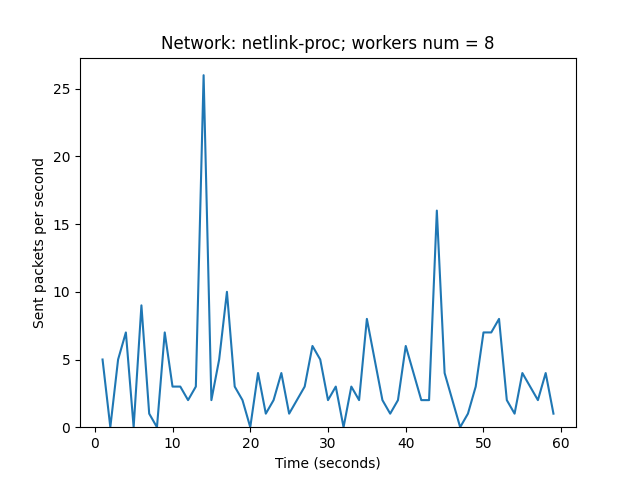 Network: netlink-proc; workers num = 8
Sent packets per second
25
20
15
10
5
0
0 10 20 30 40 50 60
Time (seconds)